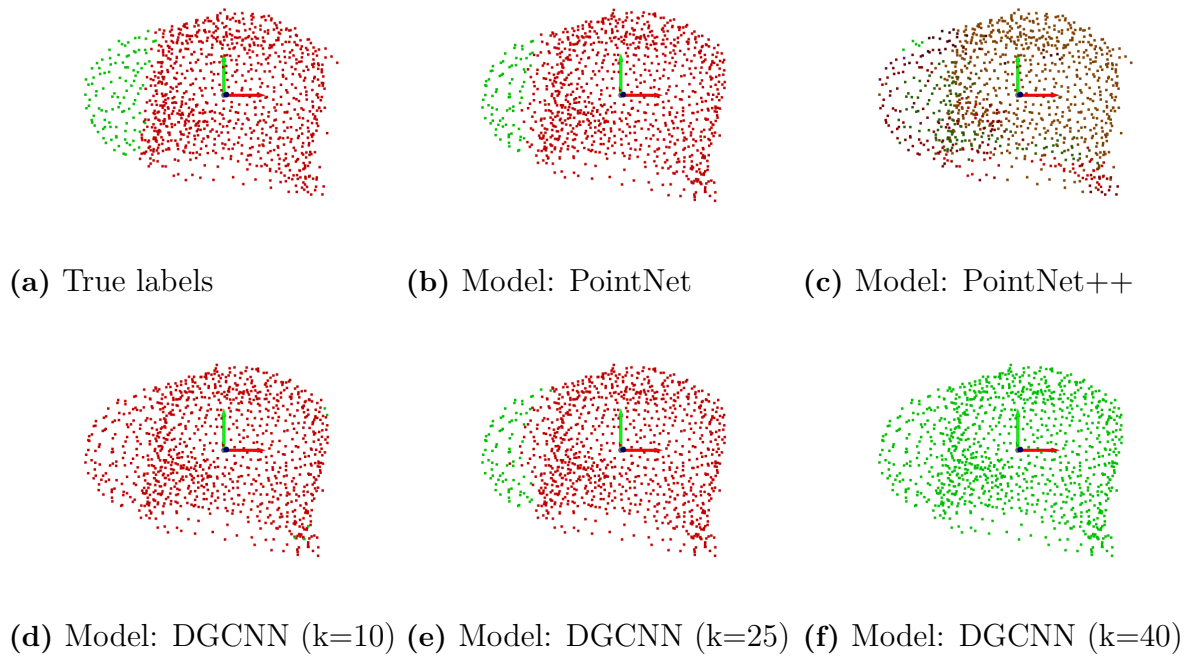 (a) True labels
(b) Model: PointNet
(c) Model: PointNet++
(d) Model: DGCNN (k=10)
(e) Model: DGCNN (k=25)
(f) Model: DGCNN (k=40)